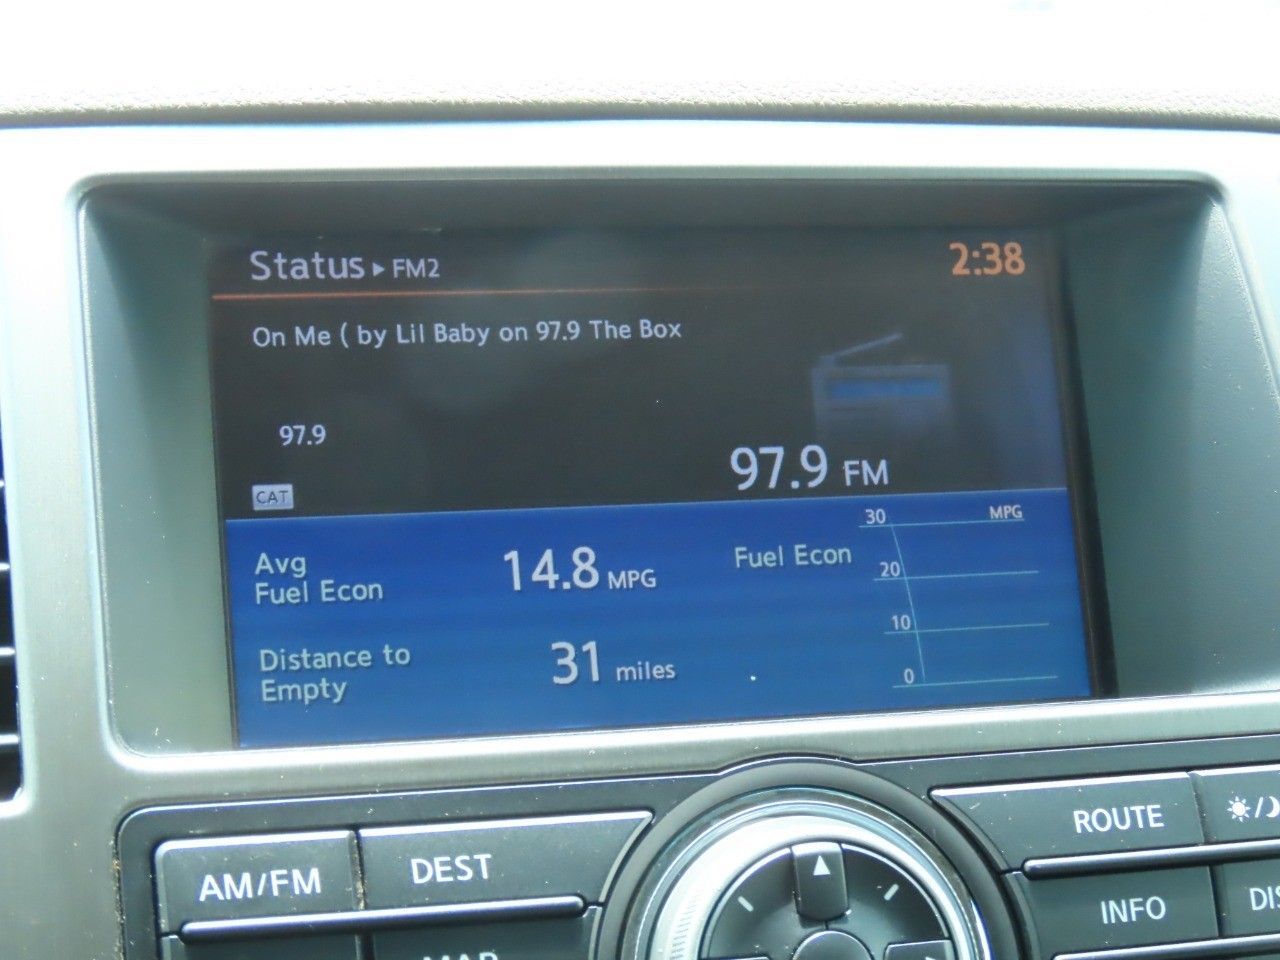 Status ▸ FM2 2:38
On Me ( by Lil Baby on 97.9 The Box
97.9
97.9 FM
CAT
Avg
Fuel Econ
14.8 MPG
Distance to
Empty
31 miles
Fuel Econ
30 MPG
20
10
0
AM/FM DEST
ROUTE
INFO